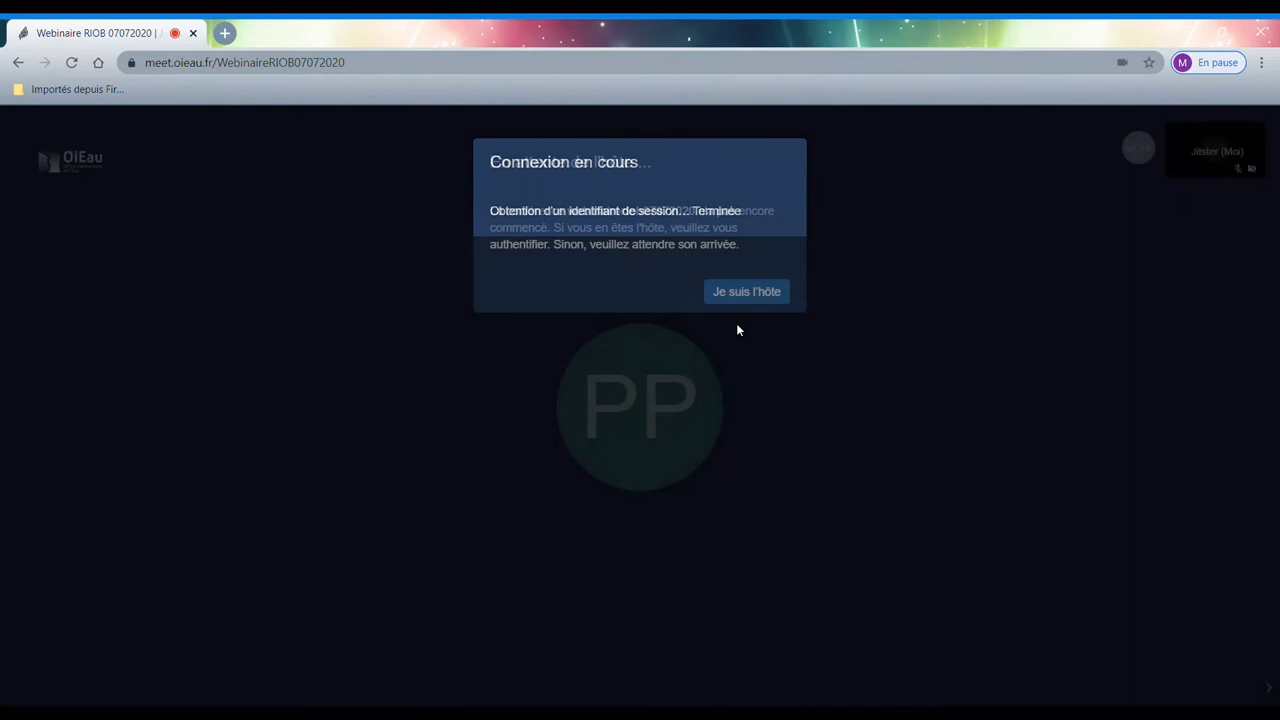 Webinaire RIOB 07072020 |
meet.oieau.fr/WebinaireRIOB07072020
M En pause
Importés depuis Fir...
OiEau
Jitster (Moi)
Connexion en cours
Obtention d'un identifiant de session... Terminée
encore
commencé. Si vous en êtes l'hôte, veuillez vous
authentifier. Sinon, veuillez attendre son arrivée.
Je suis l'hôte
PP